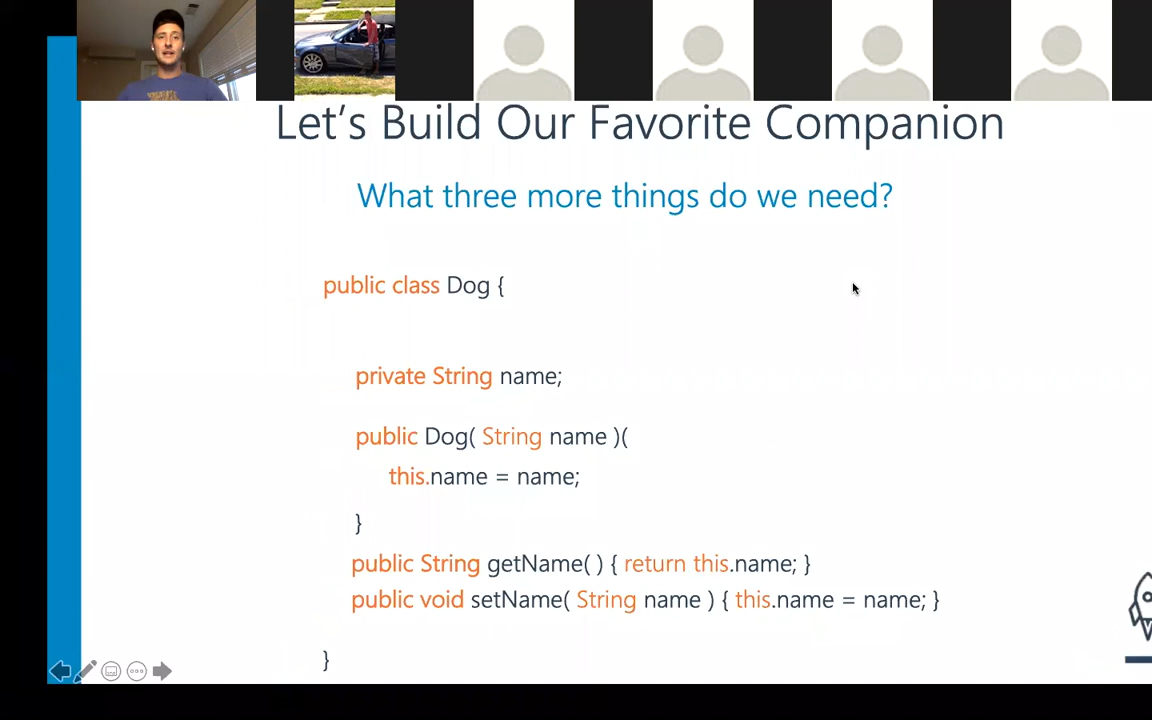 Let's Build Our Favorite Companion
What three more things do we need?
public class Dog {
private String name;
public Dog( String name )(
this.name = name;
}
public String getName( ) { return this.name; }
public void setName( String name ) { this.name = name; }
}